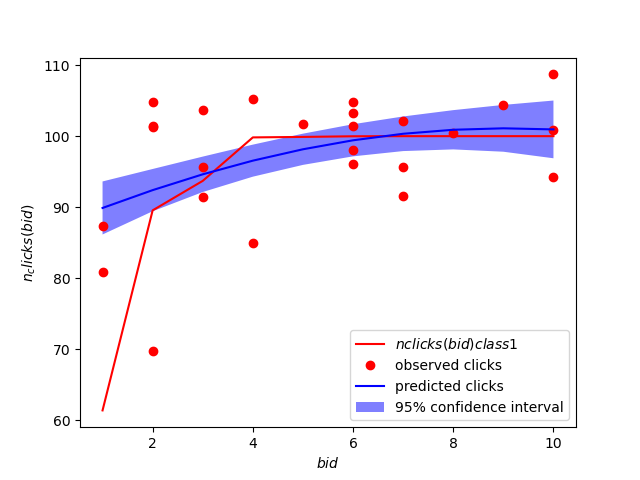 110
100
90
80
70
60
n_clicks(bid)
nclicks(bid)class1
observed clicks
predicted clicks
95% confidence interval
2 4 6 8 10
bid